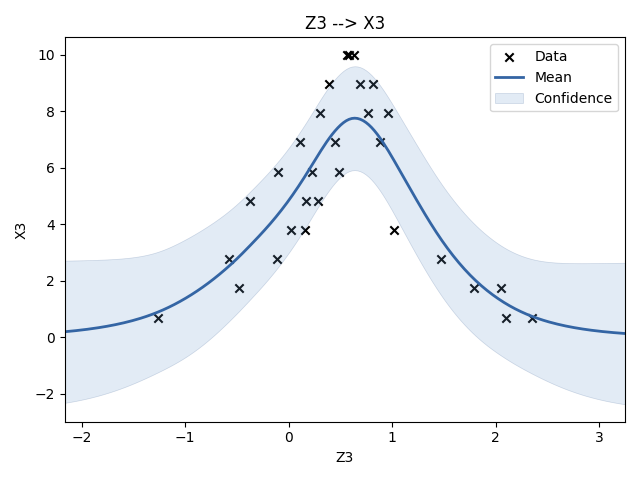 Z3 --> X3
Data
Mean
Confidence
10
8
6
4
2
0
−2
X3
−2 −1 0 1 2 3
Z3